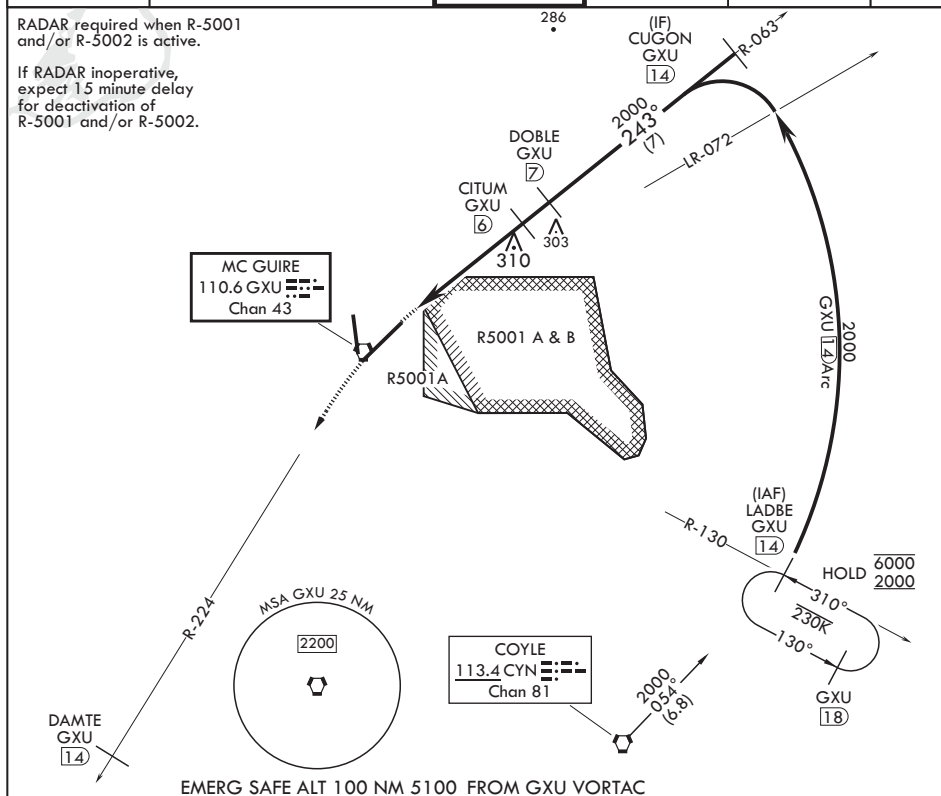 RADAR required when R-5001
and/or R-5002 is active.
If RADAR inoperative,
expect 15 minute delay
for deactivation of
R-5001 and/or R-5002.
286
(IF)
CUGON
GXU
14
R-063
2000
243°
(7)
LR-072
DOBLE
GXU
7
CITUM
GXU
6
310
303
MC GUIRE
110.6 GXU
Chan 43
R5001 A & B
R5001A
2000
GXU 14 Arc
(IAF)
LADBE
GXU
14
R-130
HOLD 6000
2000
310°
230K
130°
GXU
18
R-224
MSA GXU 25 NM
2200
COYLE
113.4 CYN
Chan 81
2000
054°
(6.8)
DAMTE
GXU
14
EMERG SAFE ALT 100 NM 5100 FROM GXU VORTAC